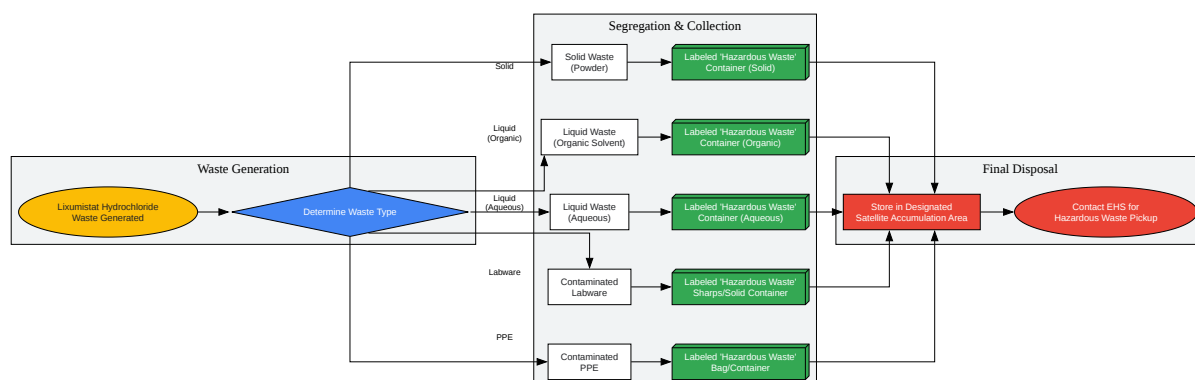 Segregation & Collection
Solid
Solid Waste
(Powder)
Labeled 'Hazardous Waste'
Container (Solid)
Liquid
(Organic)
Liquid Waste
(Organic Solvent)
Labeled 'Hazardous Waste'
Container (Organic)
Waste Generation
Lixumistat Hydrochloride
Waste Generated
Determine Waste Type
Liquid
(Aqueous)
Liquid Waste
(Aqueous)
Labeled 'Hazardous Waste'
Container (Aqueous)
Final Disposal
Store in Designated
Satellite Accumulation Area
Contact EHS for
Hazardous Waste Pickup
Labware
Contaminated
Labware
Labeled 'Hazardous Waste'
Sharps/Solid Container
PPE
Contaminated
PPE
Labeled 'Hazardous Waste'
Bag/Container